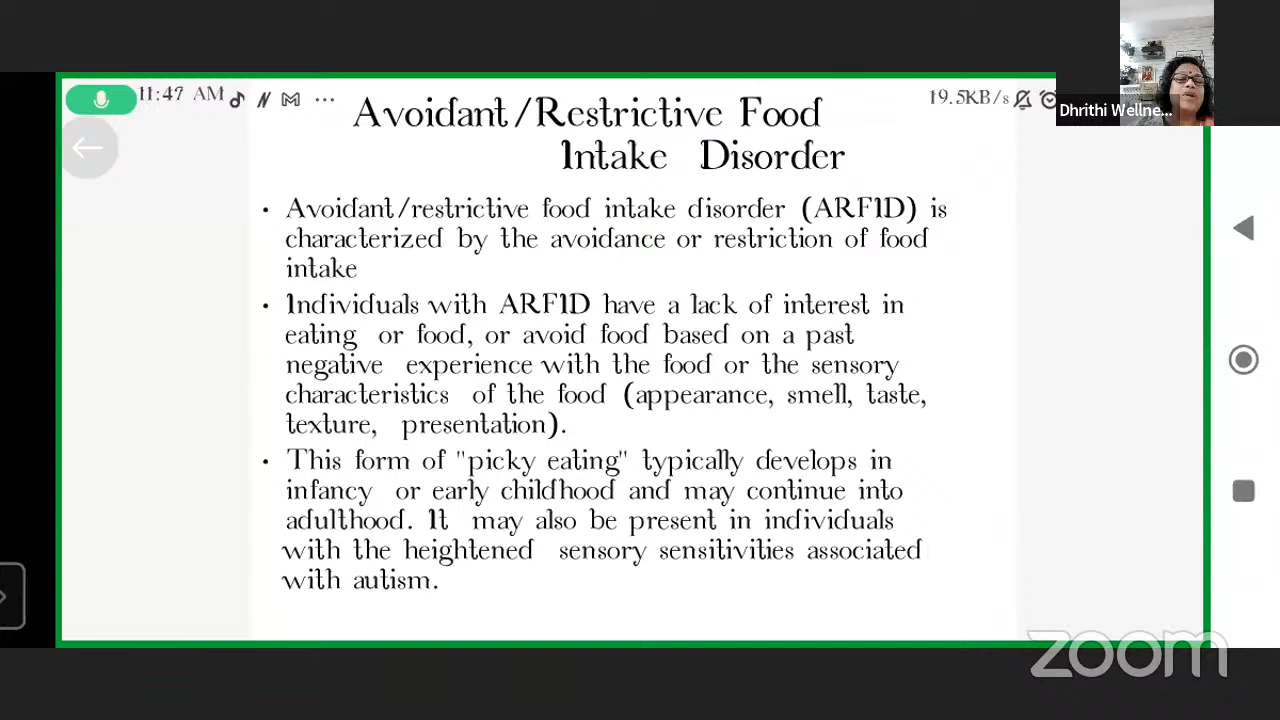 11:47 AM
19.5KB/s
Dhrithi Wellne...
Avoidant/Restrictive Food
Intake Disorder
• Avoidant/restrictive food intake disorder (ARFID) is
characterized by the avoidance or restriction of food
intake
• Individuals with ARFID have a lack of interest in
eating or food, or avoid food based on a past
negative experience with the food or the sensory
characteristics of the food (appearance, smell, taste,
texture, presentation).
• This form of "picky eating" typically develops in
infancy or early childhood and may continue into
adulthood. It may also be present in individuals
with the heightened sensory sensitivities associated
with autism.
zoom